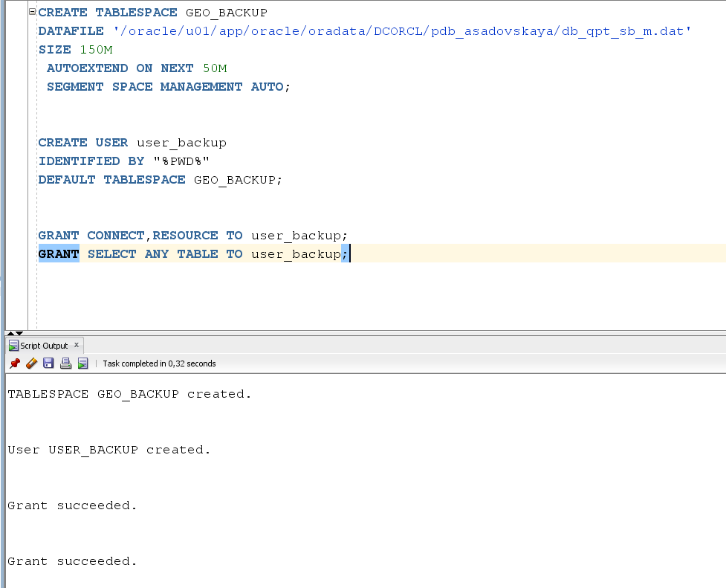 CREATE TABLESPACE GEO_BACKUP
DATAFILE '/oracle/u01/app/oracle/oradata/DCORCL/pdb_asadovskaya/db_qpt_sb_m.dat'
SIZE 150M
AUTOEXTEND ON NEXT 50M
SEGMENT SPACE MANAGEMENT AUTO;
CREATE USER user_backup
IDENTIFIED BY "%PWD%"
DEFAULT TABLESPACE GEO_BACKUP;
GRANT CONNECT,RESOURCE TO user_backup;
GRANT SELECT ANY TABLE TO user_backup;
Script Output x
Task completed in 0,32 seconds
TABLESPACE GEO_BACKUP created.
User USER_BACKUP created.
Grant succeeded.
Grant succeeded.